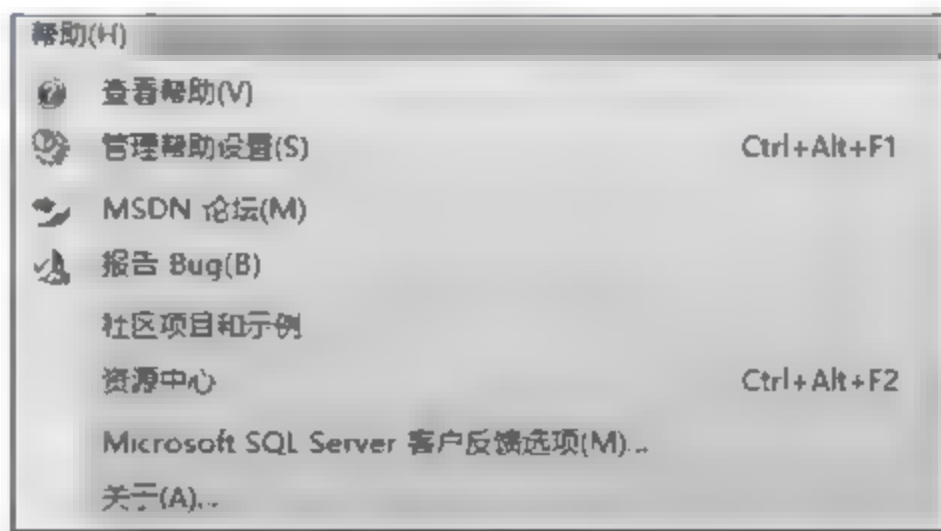 帮助(H)
查看帮助(V)
管理帮助设置(S) Ctrl+Alt+F1
MSDN 论坛(M)
报告 Bug(B)
社区项目和示例
资源中心 Ctrl+Alt+F2
Microsoft SQL Server 客户反馈选项(M)...
关于(A)...